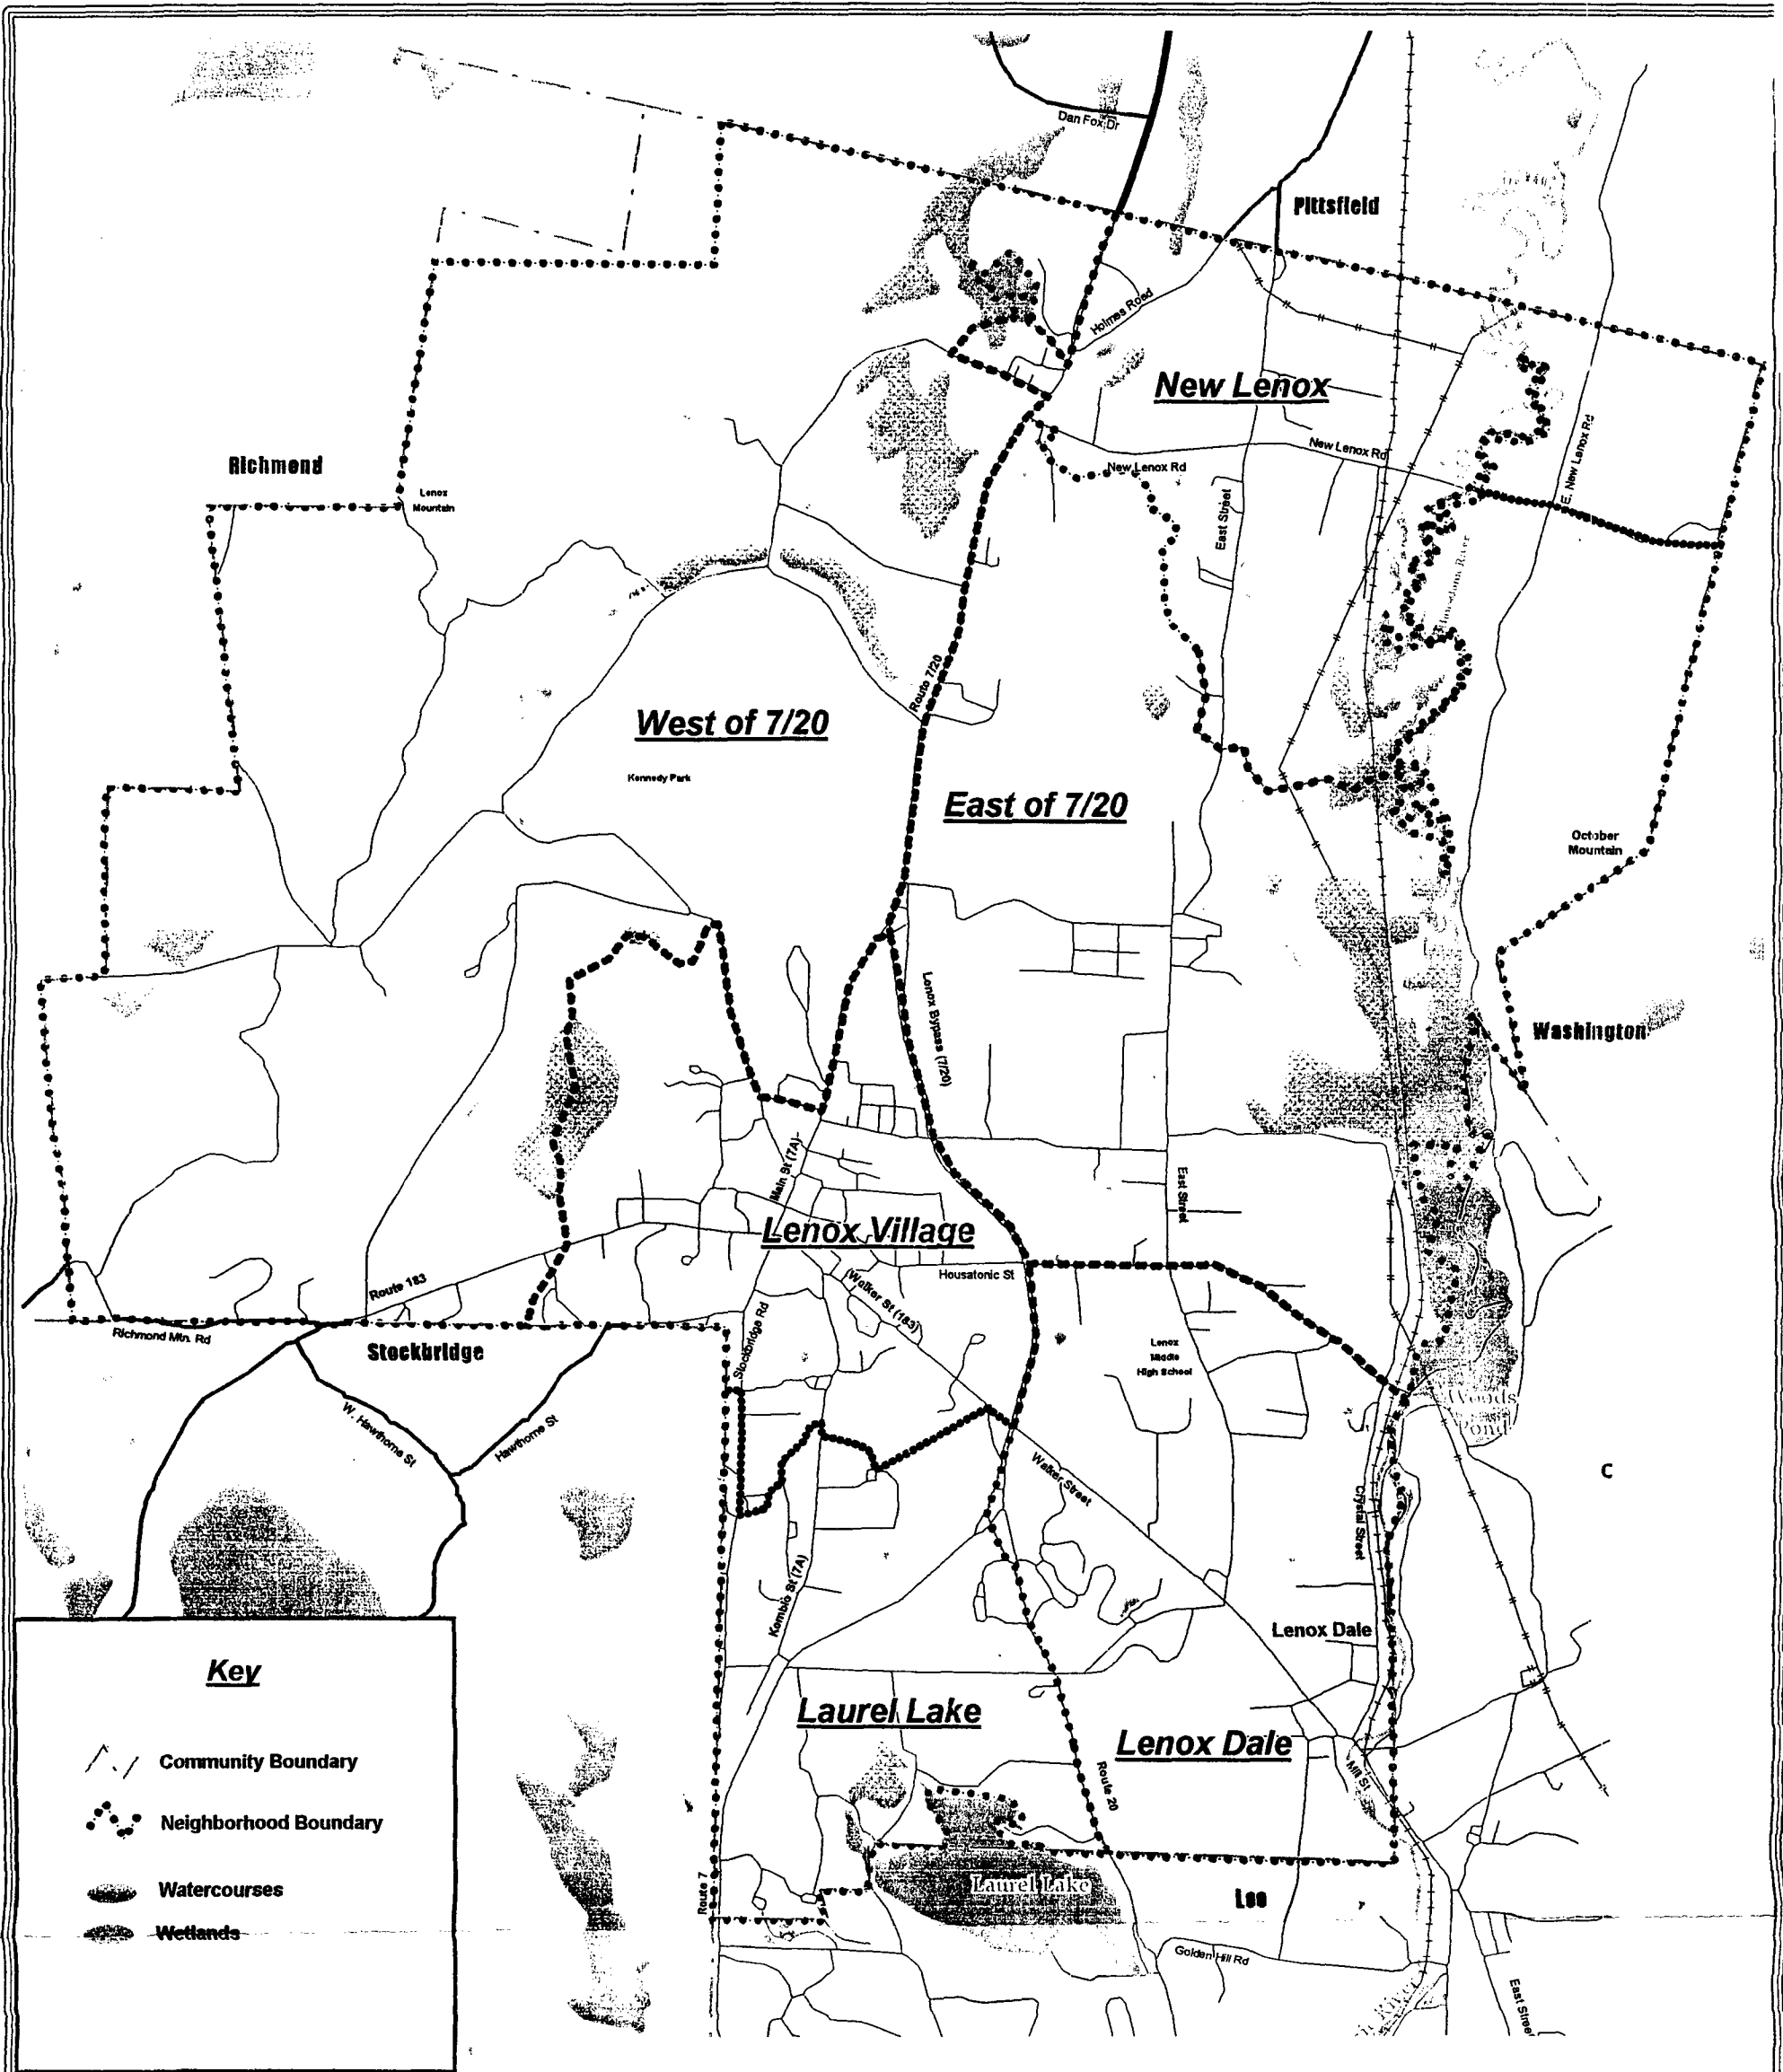 Dan Fox Dr
Pittsfield
Holmes Road
New Lenox
New Lenox Rd
New Lenox Rd
E. New Lenox Rd
Richmond
Lenox
Mountain
East Street
Route 7/20
West of 7/20
Kennedy Park
East of 7/20
October
Mountain
Lenox Bypass (7/20)
Washington
Main St (7A)
East Street
Lenox Village
Housatonic St
(Walker St (183)
Route 183
Richmond Mtn. Rd
Stockbridge
Stockbridge Rd
Lenox
Middle
High School
W. Hawthorne St
Hawthorne St
Woods
Pond
Walker Street
Crystal Street
C
Kemble St (7A)
Lenox Dale
Laurel Lake
Lenox Dale
Route 20
Mill St
Laurel Lake
Lee
Route 7
Golden Hill Rd
East Street
Key
Community Boundary
Neighborhood Boundary
Watercourses
Wetlands